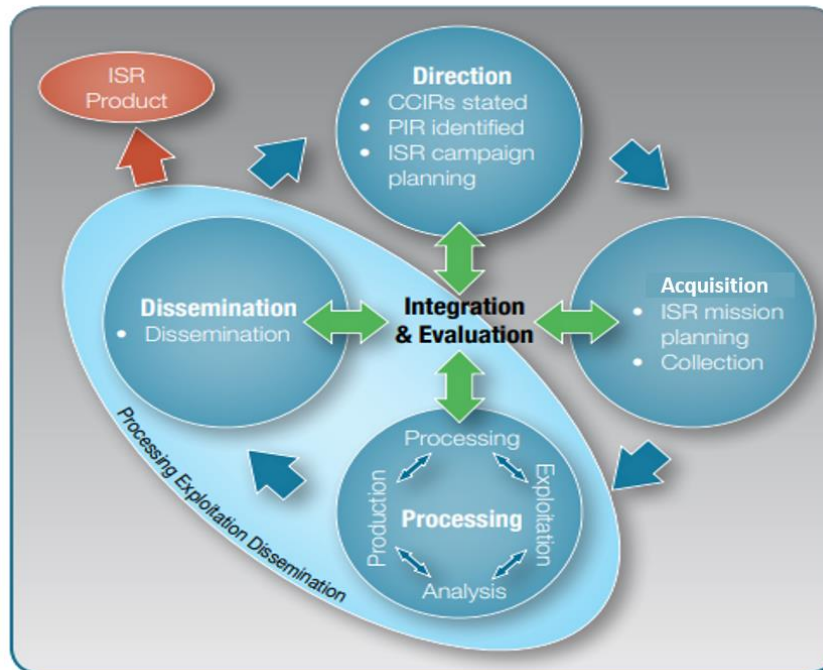 ISR
Product
Direction
• CCIRs stated
• PIR identified
• ISR campaign
planning
Acquisition
• ISR mission
planning
• Collection
Dissemination
• Dissemination
Integration
& Evaluation
Processing
Exploitation
Processing
Production
Analysis
Processing Exploitation Dissemination